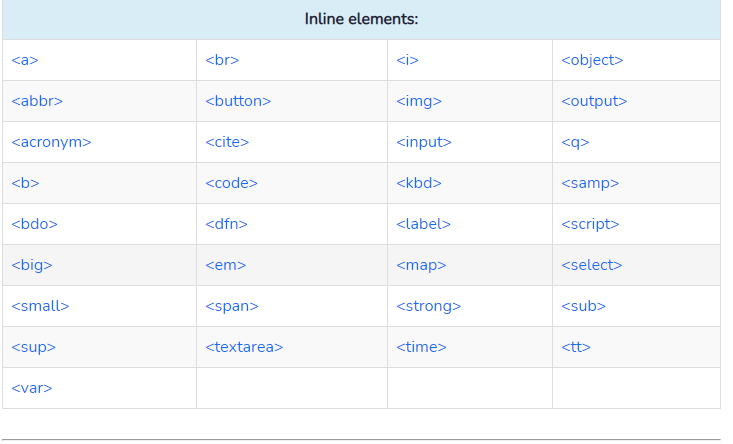 Inline elements:
<a> <br> <i> <object>
<abbr> <button> <img> <output>
<acronym> <cite> <input> <q>
<b> <code> <kbd> <samp>
<bdo> <dfn> <label> <script>
<big> <em> <map> <select>
<small> <span> <strong> <sub>
<sup> <textarea> <time> <tt>
<var>